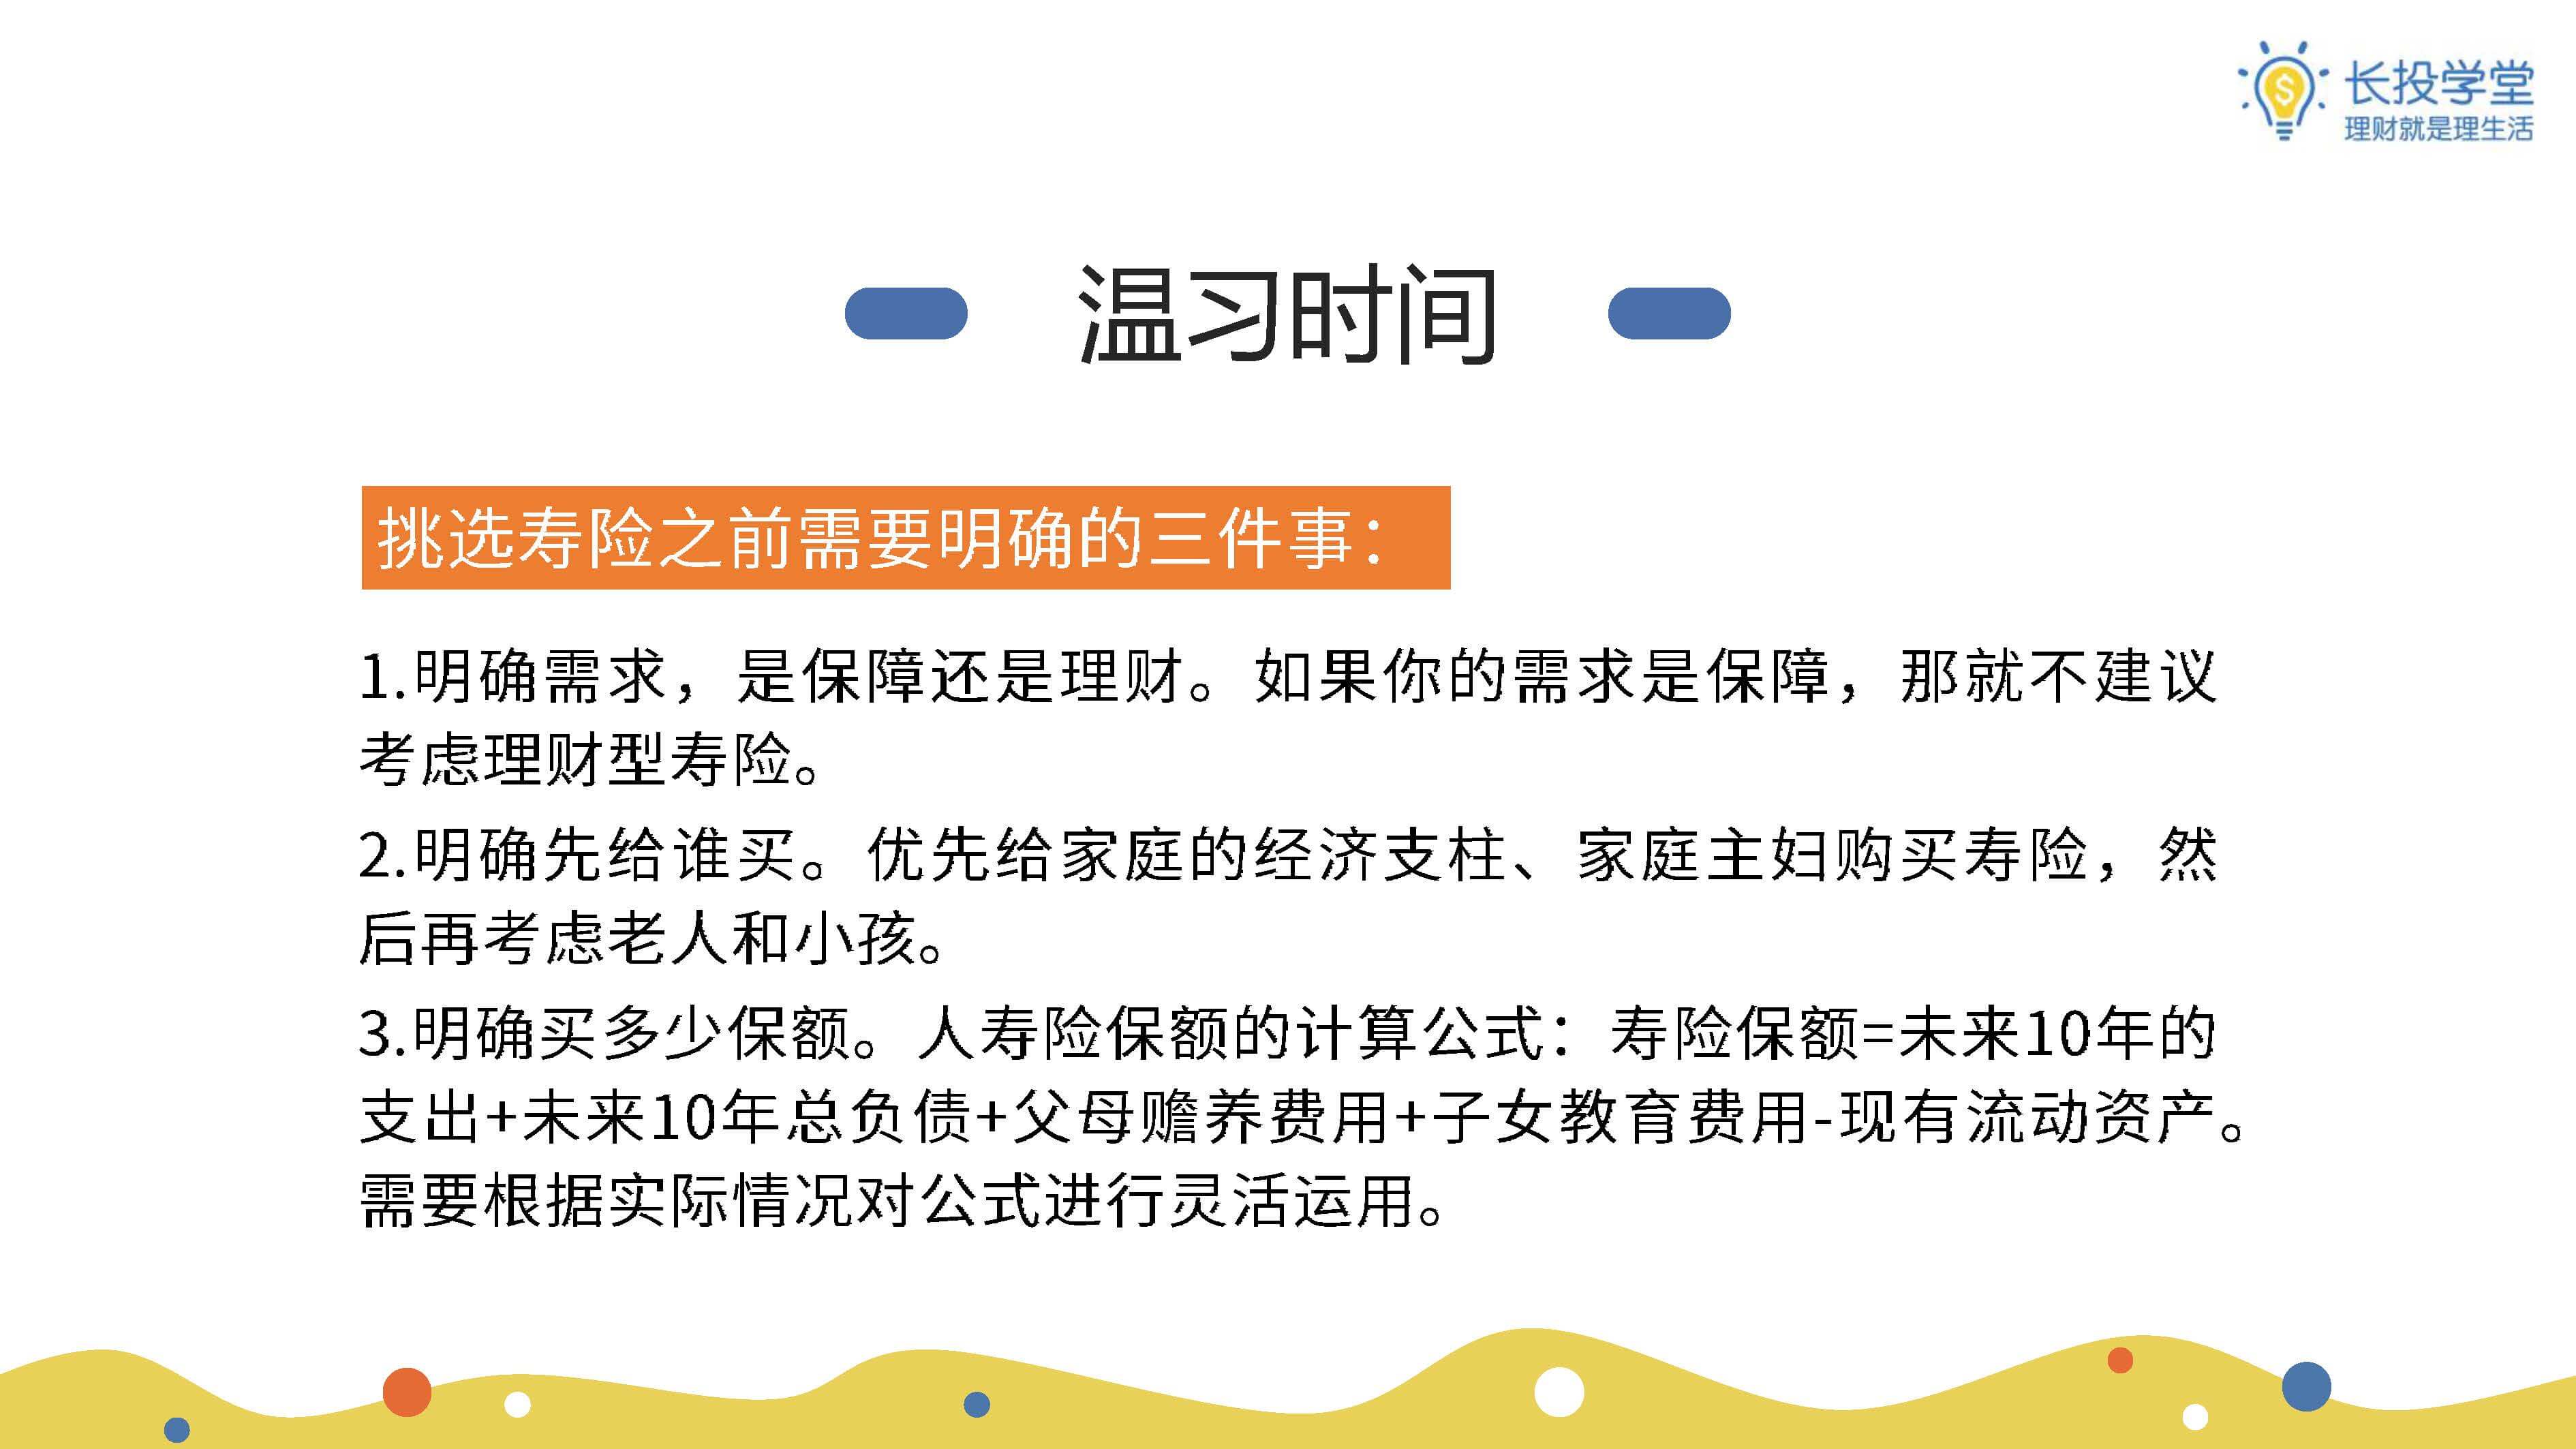 长投学堂
理财就是理生活
温习时间
挑选寿险之前需要明确的三件事：
1.明确需求，是保障还是理财。如果你的需求是保障，那就不建议
考虑理财型寿险。
2.明确先给谁买。优先给家庭的经济支柱、家庭主妇购买寿险，然
后再考虑老人和小孩。
3.明确买多少保额。人寿险保额的计算公式：寿险保额=未来10年的
支出+未来10年总负债+父母赡养费用+子女教育费用-现有流动资产。
需要根据实际情况对公式进行灵活运用。